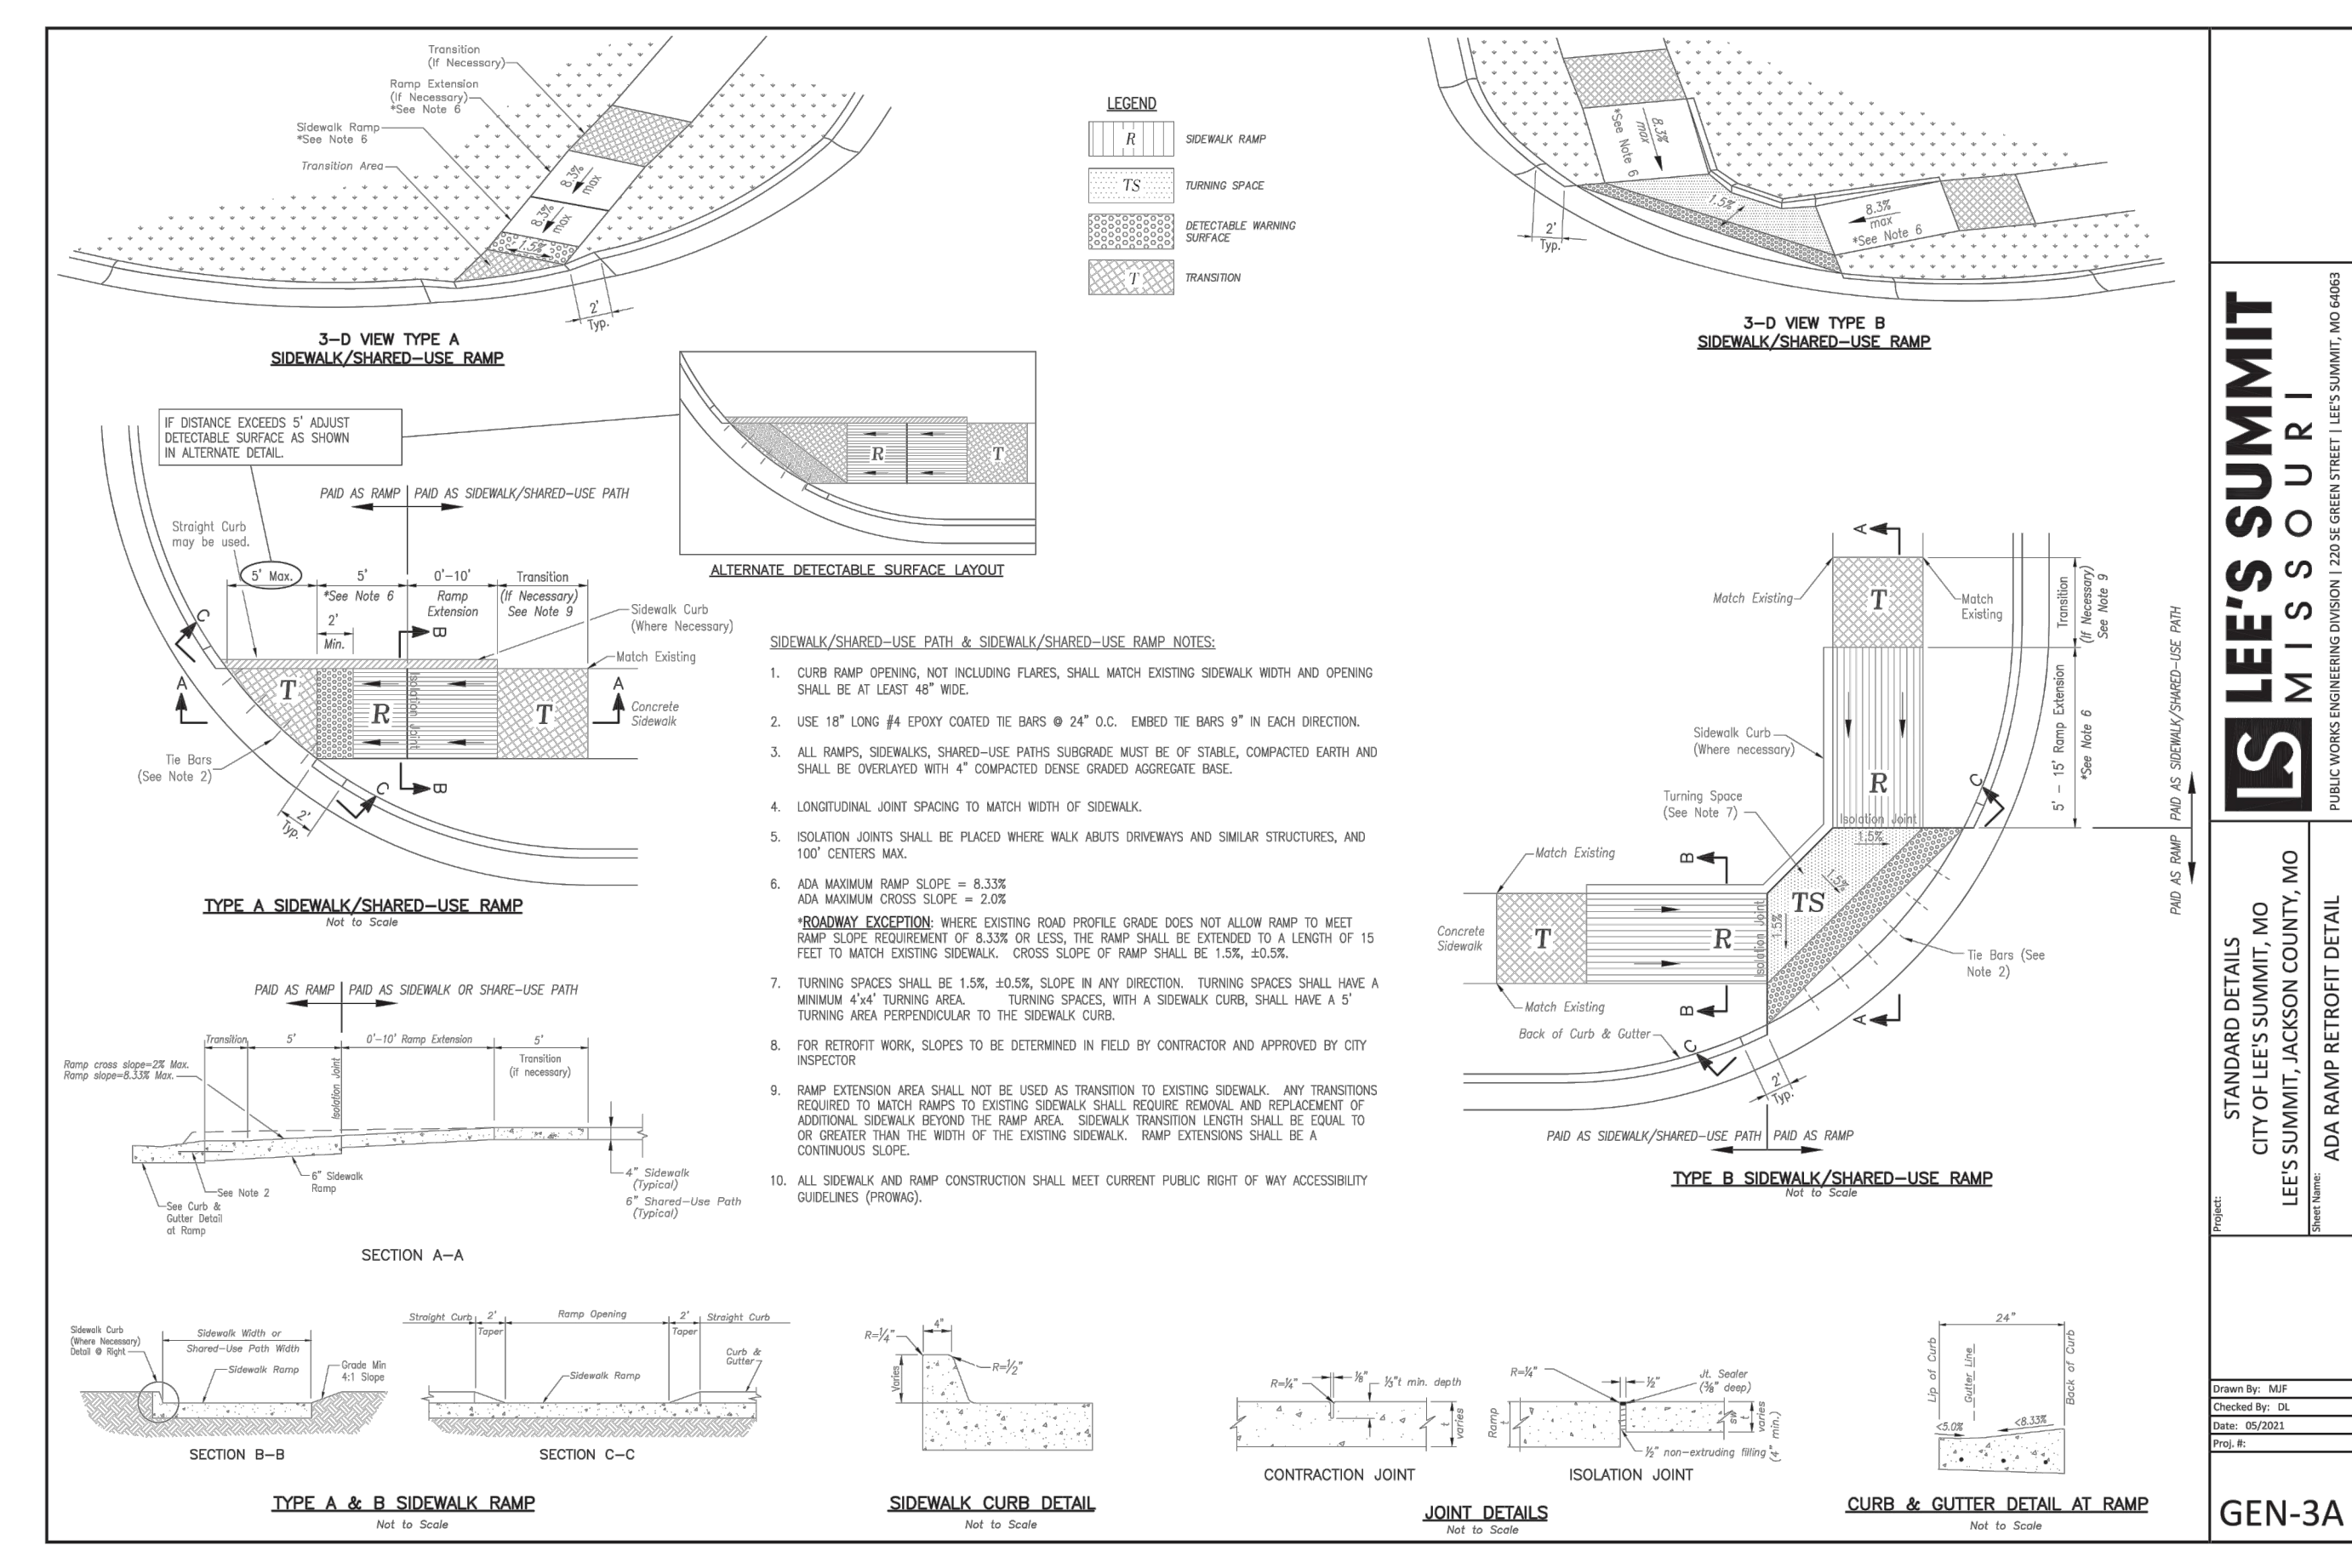 Transition
(If Necessary)
Ramp Extension
(If Necessary)
*See Note 6
Sidewalk Ramp
*See Note 6
Transition Area
8.3%
max
8.3%
max
1.5%
2'
Typ.
3-D VIEW TYPE A
SIDEWALK/SHARED-USE RAMP
LEGEND
R
SIDEWALK RAMP
TS
TURNING SPACE
DETECTABLE WARNING
SURFACE
T
TRANSITION
8.3%
max
*See Note 6
1.5%
8.3%
max
*See Note 6
2'
Typ.
3-D VIEW TYPE B
SIDEWALK/SHARED-USE RAMP
IF DISTANCE EXCEEDS 5' ADJUST
DETECTABLE SURFACE AS SHOWN
IN ALTERNATE DETAIL.
R
T
ALTERNATE DETECTABLE SURFACE LAYOUT
PAID AS RAMP
PAID AS SIDEWALK/SHARED-USE PATH
Straight Curb
may be used.
5' Max.
5'
*See Note 6
0'-10'
Ramp
Extension
Transition
(If Necessary)
See Note 9
2'
Min.
Sidewalk Curb
(Where Necessary)
Match Existing
Concrete
Sidewalk
C
B
A
A
T
R
Isolation Joint
T
Tie Bars
(See Note 2)
C
B
2'
Typ.
TYPE A SIDEWALK/SHARED-USE RAMP
Not to Scale
PAID AS RAMP
PAID AS SIDEWALK OR SHARE-USE PATH
Transition
5'
0'-10' Ramp Extension
5'
Transition
(if necessary)
Ramp cross slope=2% Max.
Ramp slope=8.33% Max.
Isolation Joint
6" Sidewalk
Ramp
See Note 2
See Curb &
Gutter Detail
at Ramp
4" Sidewalk
(Typical)
6" Shared-Use Path
(Typical)
SECTION A-A
SIDEWALK/SHARED-USE PATH & SIDEWALK/SHARED-USE RAMP NOTES:
1. CURB RAMP OPENING, NOT INCLUDING FLARES, SHALL MATCH EXISTING SIDEWALK WIDTH AND OPENING
SHALL BE AT LEAST 48" WIDE.
2. USE 18" LONG #4 EPOXY COATED TIE BARS @ 24" O.C. EMBED TIE BARS 9" IN EACH DIRECTION.
3. ALL RAMPS, SIDEWALKS, SHARED-USE PATHS SUBGRADE MUST BE OF STABLE, COMPACTED EARTH AND
SHALL BE OVERLAYED WITH 4" COMPACTED DENSE GRADED AGGREGATE BASE.
4. LONGITUDINAL JOINT SPACING TO MATCH WIDTH OF SIDEWALK.
5. ISOLATION JOINTS SHALL BE PLACED WHERE WALK ABUTS DRIVEWAYS AND SIMILAR STRUCTURES, AND
100' CENTERS MAX.
6. ADA MAXIMUM RAMP SLOPE = 8.33%
ADA MAXIMUM CROSS SLOPE = 2.0%
*ROADWAY EXCEPTION: WHERE EXISTING ROAD PROFILE GRADE DOES NOT ALLOW RAMP TO MEET
RAMP SLOPE REQUIREMENT OF 8.33% OR LESS, THE RAMP SHALL BE EXTENDED TO A LENGTH OF 15
FEET TO MATCH EXISTING SIDEWALK. CROSS SLOPE OF RAMP SHALL BE 1.5%, ±0.5%.
7. TURNING SPACES SHALL BE 1.5%, ±0.5%, SLOPE IN ANY DIRECTION. TURNING SPACES SHALL HAVE A
MINIMUM 4'x4' TURNING AREA. TURNING SPACES, WITH A SIDEWALK CURB, SHALL HAVE A 5'
TURNING AREA PERPENDICULAR TO THE SIDEWALK CURB.
8. FOR RETROFIT WORK, SLOPES TO BE DETERMINED IN FIELD BY CONTRACTOR AND APPROVED BY CITY
INSPECTOR
9. RAMP EXTENSION AREA SHALL NOT BE USED AS TRANSITION TO EXISTING SIDEWALK. ANY TRANSITIONS
REQUIRED TO MATCH RAMPS TO EXISTING SIDEWALK SHALL REQUIRE REMOVAL AND REPLACEMENT OF
ADDITIONAL SIDEWALK BEYOND THE RAMP AREA. SIDEWALK TRANSITION LENGTH SHALL BE EQUAL TO
OR GREATER THAN THE WIDTH OF THE EXISTING SIDEWALK. RAMP EXTENSIONS SHALL BE A
CONTINUOUS SLOPE.
10. ALL SIDEWALK AND RAMP CONSTRUCTION SHALL MEET CURRENT PUBLIC RIGHT OF WAY ACCESSIBILITY
GUIDELINES (PROWAG).
A
Match Existing
T
Match
Existing
Transition
(If Necessary)
See Note 9
Sidewalk Curb
(Where necessary)
5' - 15' Ramp Extension
*See Note 6
PAID AS SIDEWALK/SHARED-USE PATH
PAID AS RAMP
R
Turning Space
(See Note 7)
Isolation Joint
1.5%
C
Match Existing
B
1.5%
TS
1.5%
Concrete
Sidewalk
T
R
Isolation Joint
Tie Bars (See
Note 2)
Match Existing
B
A
Back of Curb & Gutter
C
2'
Typ.
PAID AS SIDEWALK/SHARED-USE PATH
PAID AS RAMP
TYPE B SIDEWALK/SHARED-USE RAMP
Not to Scale
Sidewalk Curb
(Where Necessary)
Detail @ Right
Sidewalk Width or
Shared-Use Path Width
Sidewalk Ramp
Grade Min
4:1 Slope
SECTION B-B
Straight Curb
2'
Taper
Ramp Opening
2'
Taper
Straight Curb
Sidewalk Ramp
Curb &
Gutter
SECTION C-C
TYPE A & B SIDEWALK RAMP
Not to Scale
4"
R=¼"
R=½"
Varies
SIDEWALK CURB DETAIL
Not to Scale
R=¼"
⅛"
⅓"t min. depth
t
varies
CONTRACTION JOINT
R=¼"
½"
Jt. Sealer
(⅜" deep)
Ramp
t
SW
t
varies
(4" min.)
½" non-extruding filling
ISOLATION JOINT
JOINT DETAILS
Not to Scale
24"
Lip of Curb
Gutter Line
Back of Curb
<5.0%
<8.33%
CURB & GUTTER DETAIL AT RAMP
Not to Scale
LS
LEE'S SUMMIT
MISSOURI
PUBLIC WORKS ENGINEERING DIVISION | 220 SE GREEN STREET | LEE'S SUMMIT, MO 64063
Project:
STANDARD DETAILS
CITY OF LEE'S SUMMIT, MO
LEE'S SUMMIT, JACKSON COUNTY, MO
Sheet Name:
ADA RAMP RETROFIT DETAIL
Drawn By: MJF
Checked By: DL
Date: 05/2021
Proj. #:
GEN-3A